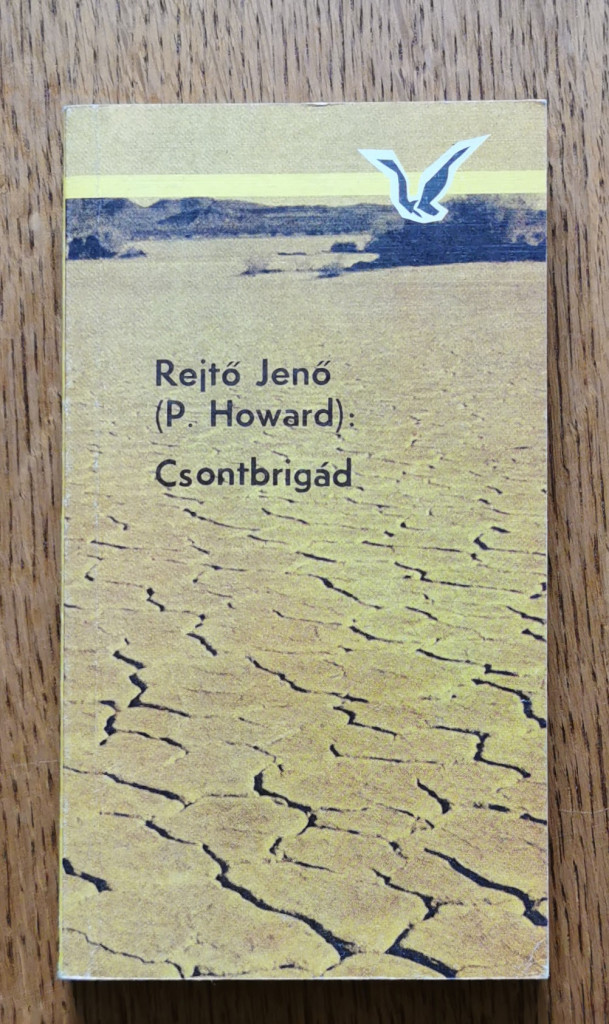 Rejtő Jenő
(P. Howard):
Csontbrigád